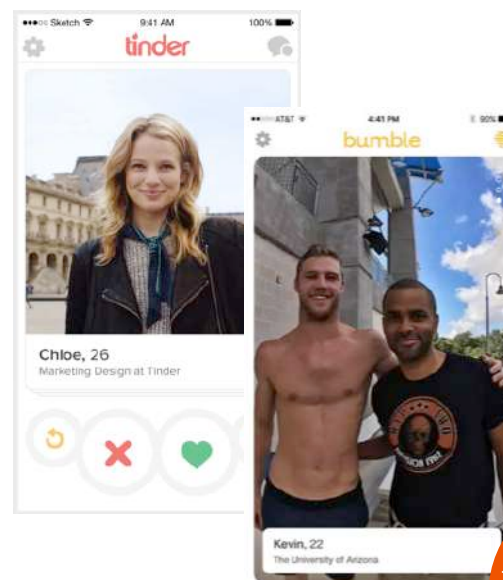 Sketch 9:41 AM 100%
tinder
Chloe, 26
Marketing Design at Tinder
AT&T 4:41 PM 90%
bumble
Kevin, 22
The University of Arizona